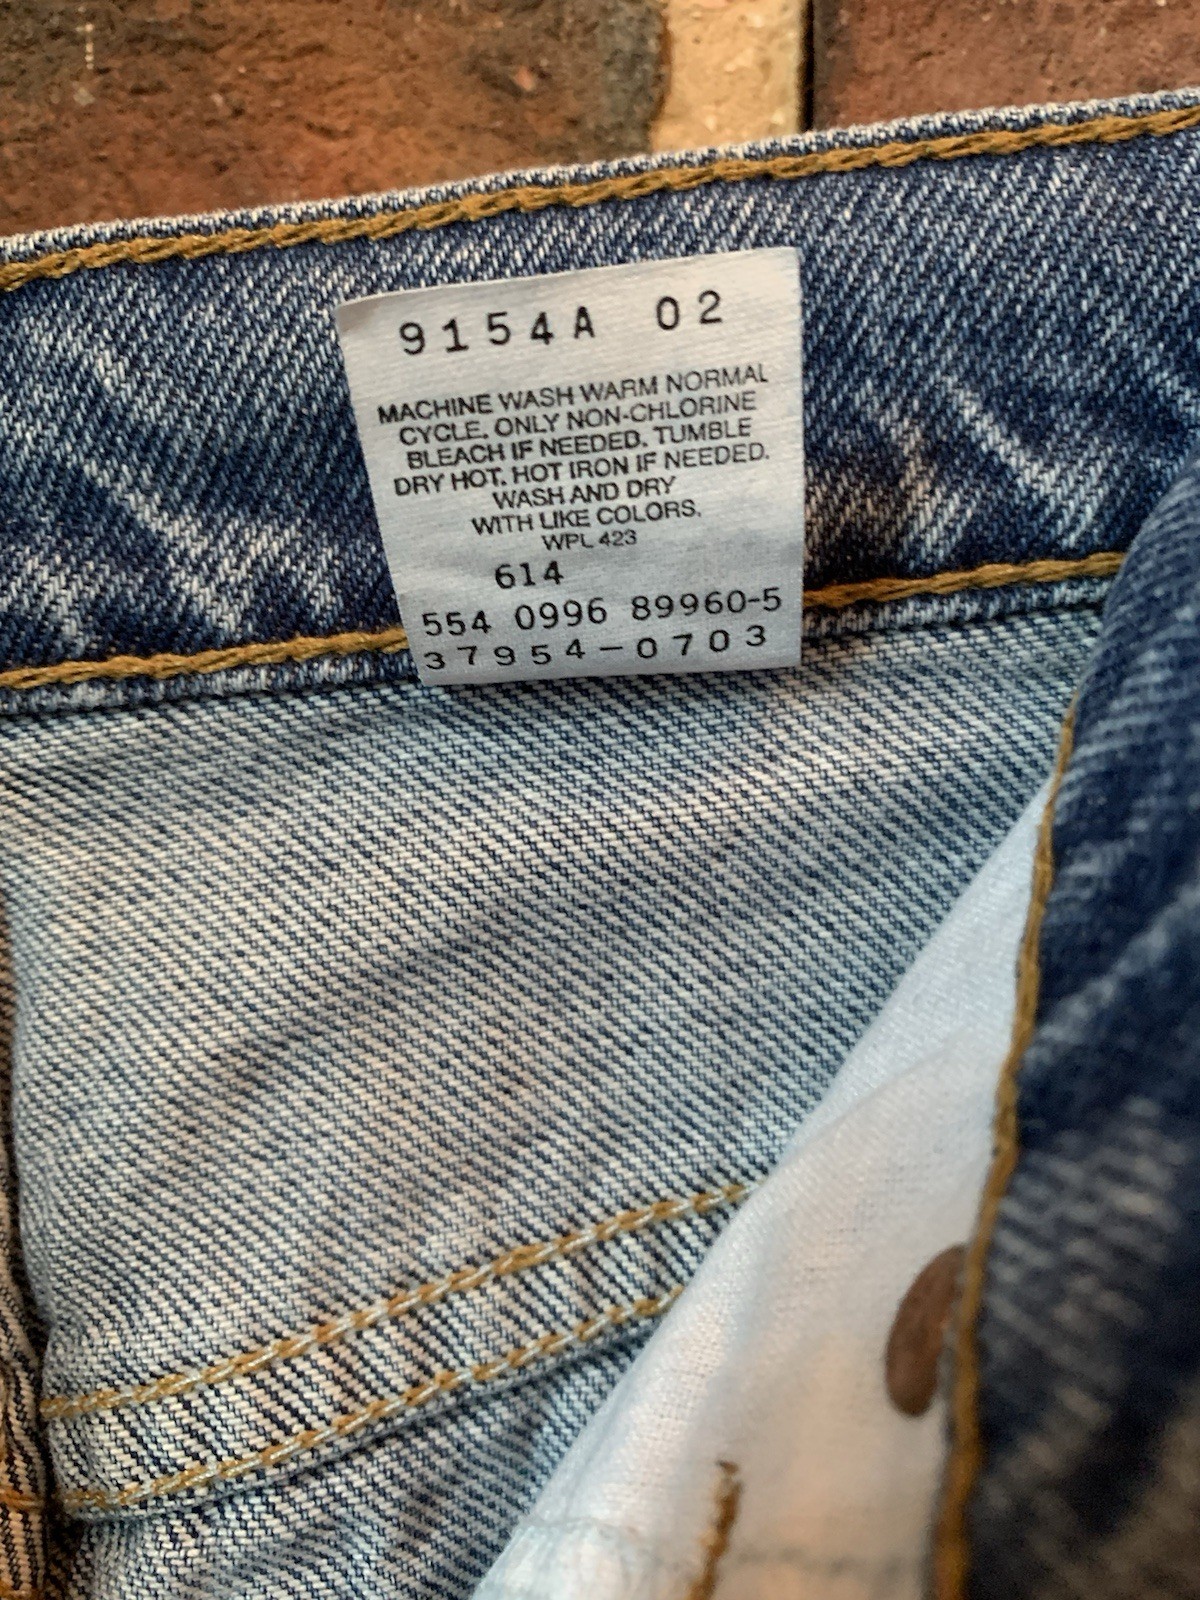 9154A 02
MACHINE WASH WARM NORMAL
CYCLE. ONLY NON-CHLORINE
BLEACH IF NEEDED. TUMBLE
DRY HOT. HOT IRON IF NEEDED.
WASH AND DRY
WITH LIKE COLORS.
WPL 423
614
554 0996 89960-5
37954-0703